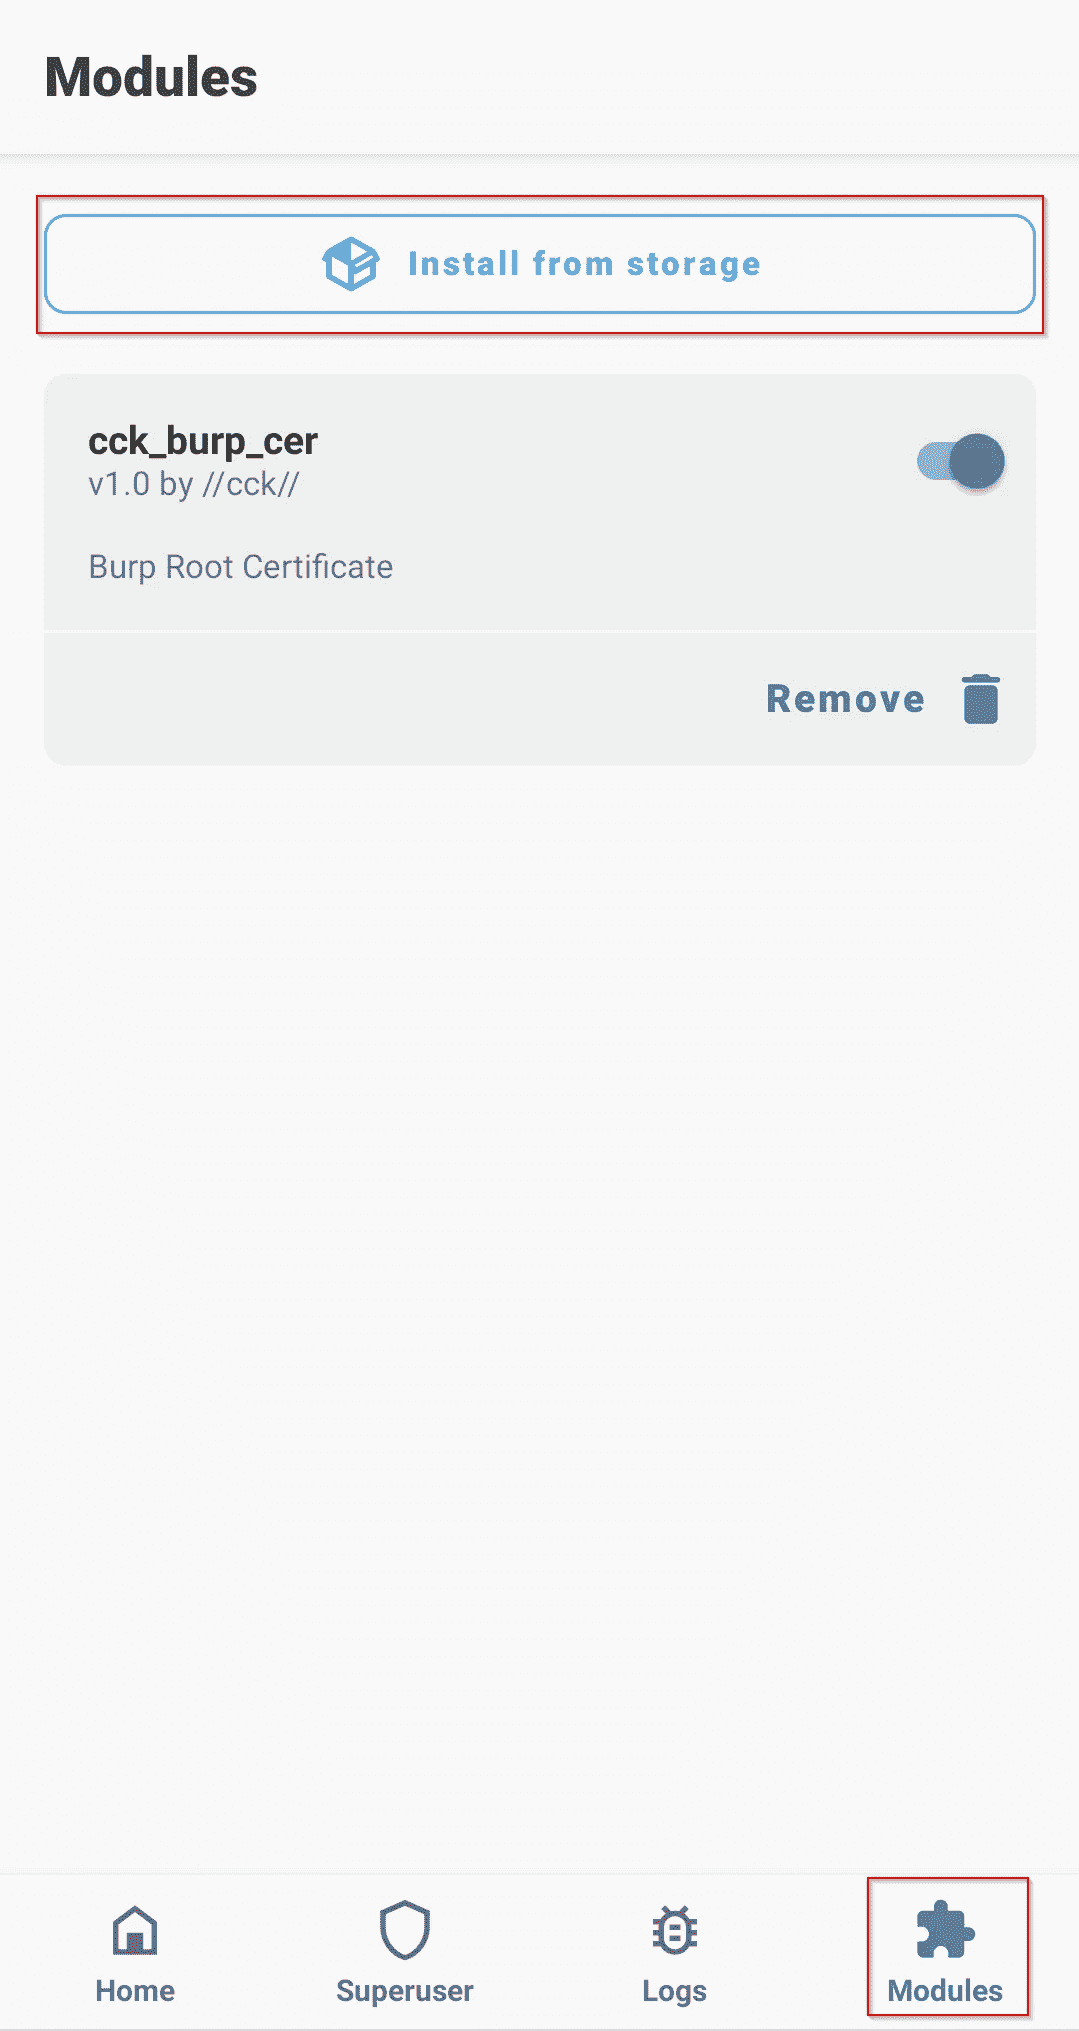 Modules
Install from storage
cck_burp_cer
v1.0 by //cck//
Burp Root Certificate
Remove
Home
Superuser
Logs
Modules